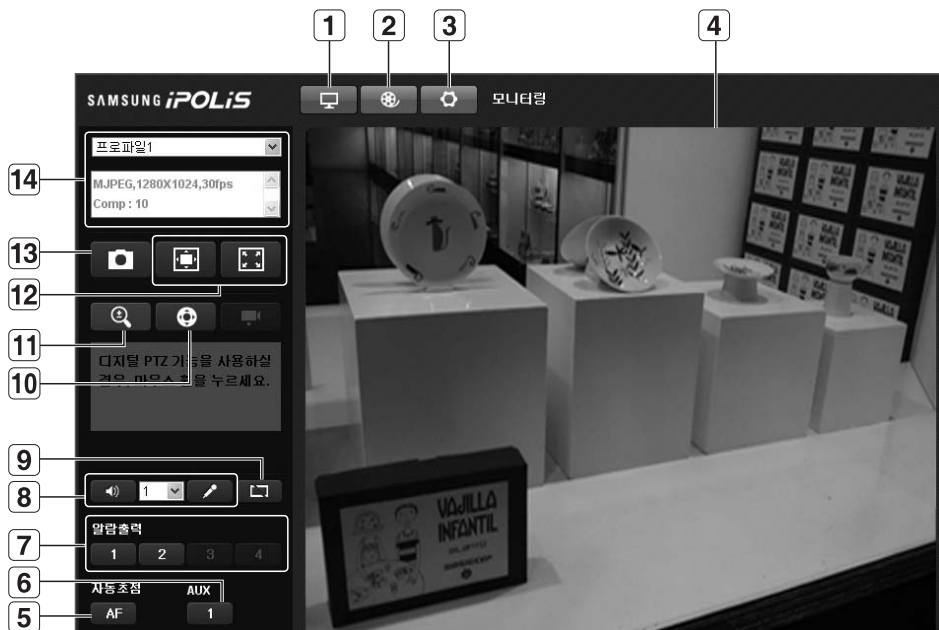 1
2
3
4
SAMSUNG iPOLiS
모니터링
프로파일1
14
MJPEG,1280X1024,30fps
Comp : 10
13
12
11
10
디지털 PTZ 기능을 사용하실
경우, 마우스 휠을 누르세요.
9
8
1
7
알람출력
1 2 3 4
6
자동초점 AUX
5
AF 1
VAJILLA
INFANTIL
VAJILLA
INFANTIL